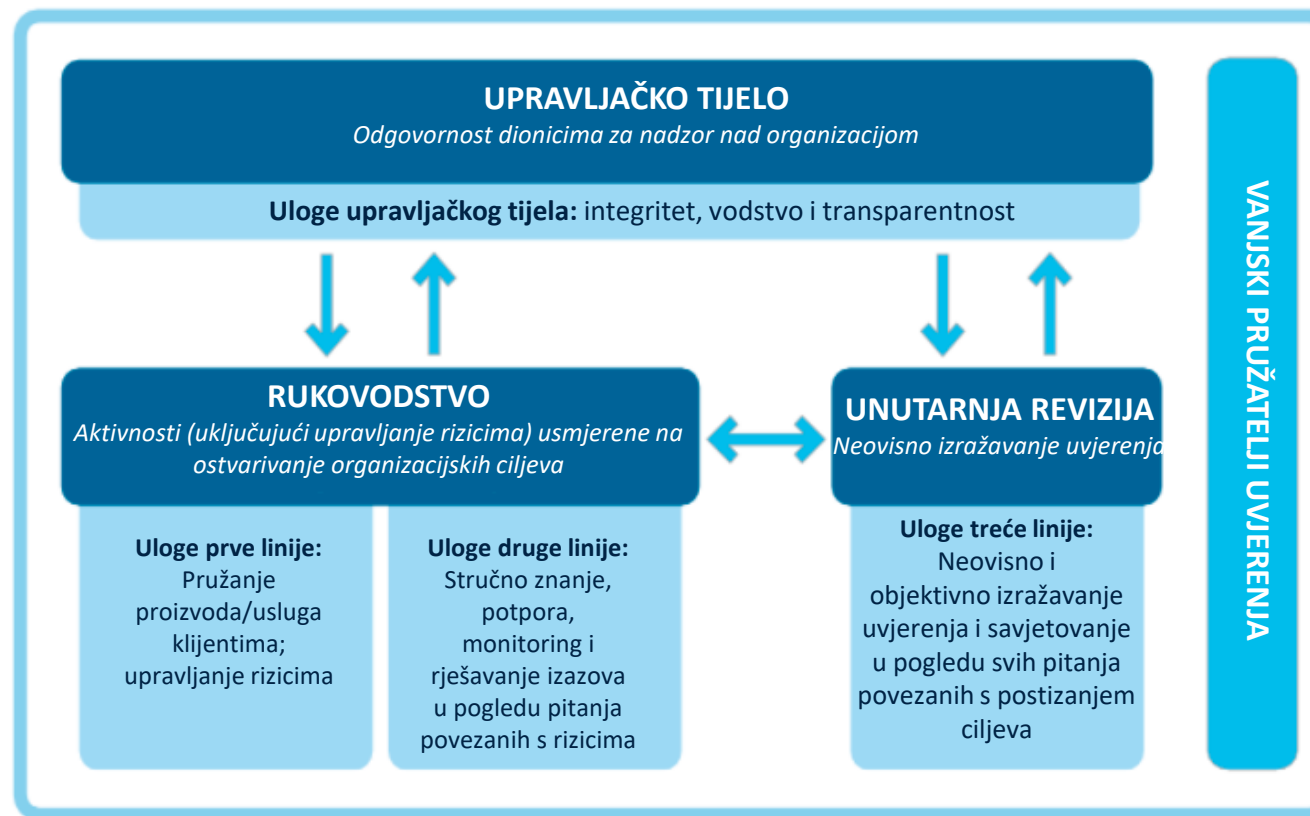 UPRAVLJAČKO TIJELO
Odgovornost dionicima za nadzor nad organizacijom
Uloge upravljačkog tijela: integritet, vodstvo i transparentnost
RUKOVODSTVO
Aktivnosti (uključujući upravljanje rizicima) usmjerene na
ostvarivanje organizacijskih ciljeva
Uloge prve linije:
Pružanje
proizvoda/usluga
klijentima;
upravljanje rizicima
Uloge druge linije:
Stručno znanje,
potpora,
monitoring i
rješavanje izazova
u pogledu pitanja
povezanih s rizicima
UNUTARNJA REVIZIJA
Neovisno izražavanje uvjerenja
Uloge treće linije:
Neovisno i
objektivno izražavanje
uvjerenja i savjetovanje
u pogledu svih pitanja
povezanih s postizanjem
ciljeva
VANJSKI PRUŽATELJI UVJERENJA